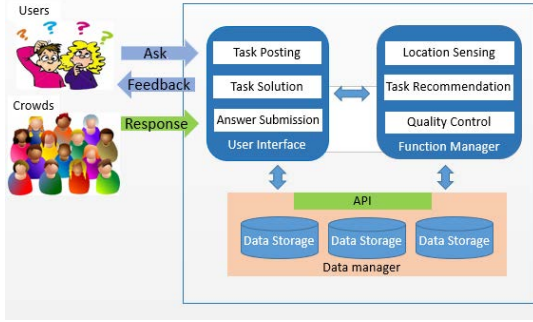 Users
Ask
Feedback
Crowds
Response
Task Posting
Task Solution
Answer Submission
User Interface
Location Sensing
Task Recommendation
Quality Control
Function Manager
API
Data Storage
Data Storage
Data Storage
Data manager